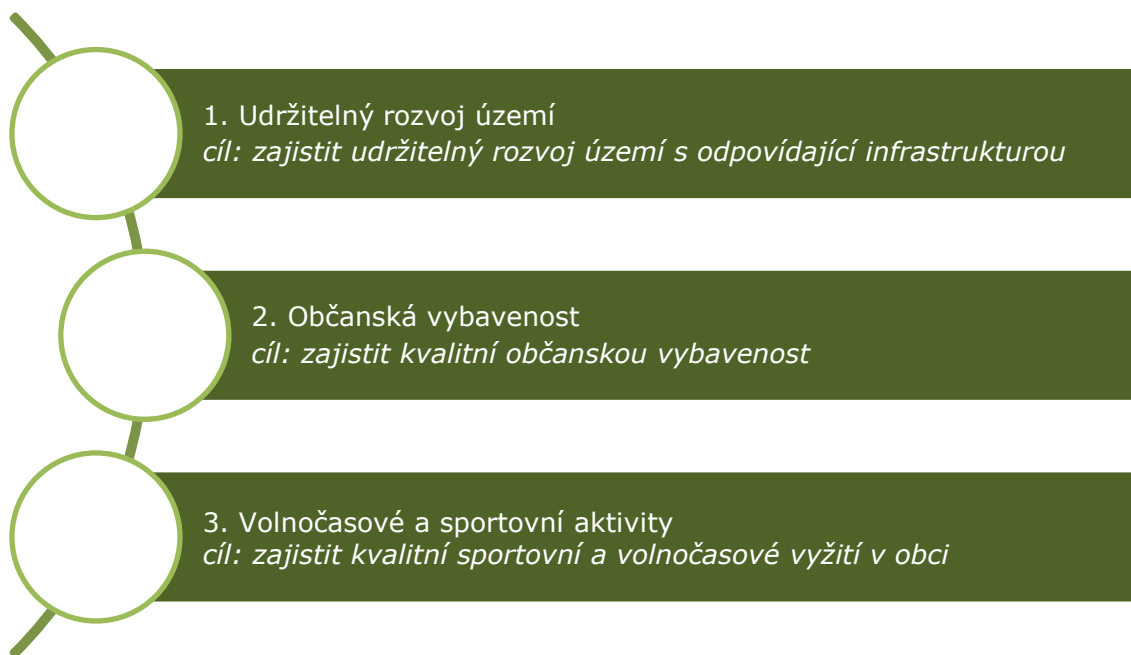 1. Udržitelný rozvoj území
cíl: zajistit udržitelný rozvoj území s odpovídající infrastrukturou
2. Občanská vybavenost
cíl: zajistit kvalitní občanskou vybavenost
3. Volnočasové a sportovní aktivity
cíl: zajistit kvalitní sportovní a volnočasové vyžití v obci